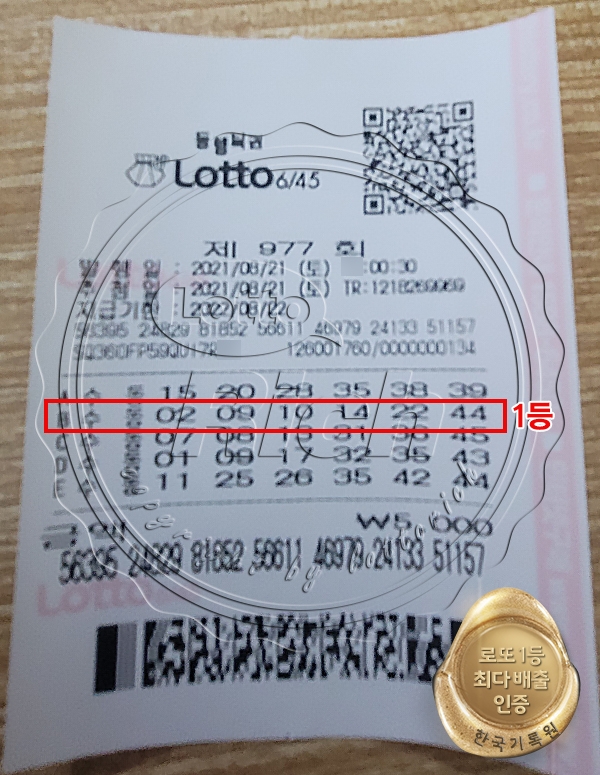 동행복권
Lotto 6/45
제 977 회
발 행 일 : 2021/08/21 (토) :00:30
추 첨 일 : 2021/08/21 (토) TR:1218269969
지급기한 : 2022/08/22
24829 81852 56611 46979 24133 51157
126001760/0000000134
15 20 28 35 38 39
02 09 10 14 22 44 1등
01 09 17 32 35 43
11 25 26 35 42 44
₩5,000
24829 81852 56611 46979 24133 51157
Lotto
Rich
로또 1등
최다 배출
인증
한국기록원